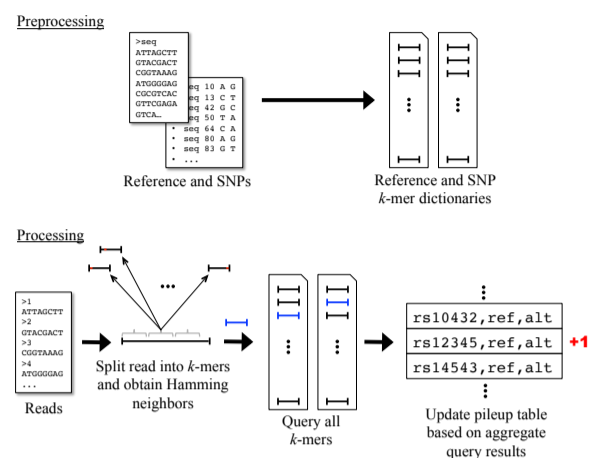 Preprocessing
>seq
ATTAGCTT
GTACGACT
CGGTAAAG
ATGGGGAG
CGCGTCAC
GTTCGAGA
GTCA…
seq 10 A G
seq 13 C T
seq 42 G C
seq 50 T A
• seq 64 C A
• seq 80 A G
• seq 83 G T
• ...
Reference and SNPs
Reference and SNP
k-mer dictionaries
Processing
>1
ATTAGCTT
>2
GTACGACT
>3
CGGTAAAG
>4
ATGGGGAG
...
Reads
Split read into k-mers
and obtain Hamming
neighbors
Query all
k-mers
rs10432,ref,alt
rs12345,ref,alt
+1
rs14543,ref,alt
Update pileup table
based on aggregate
query results